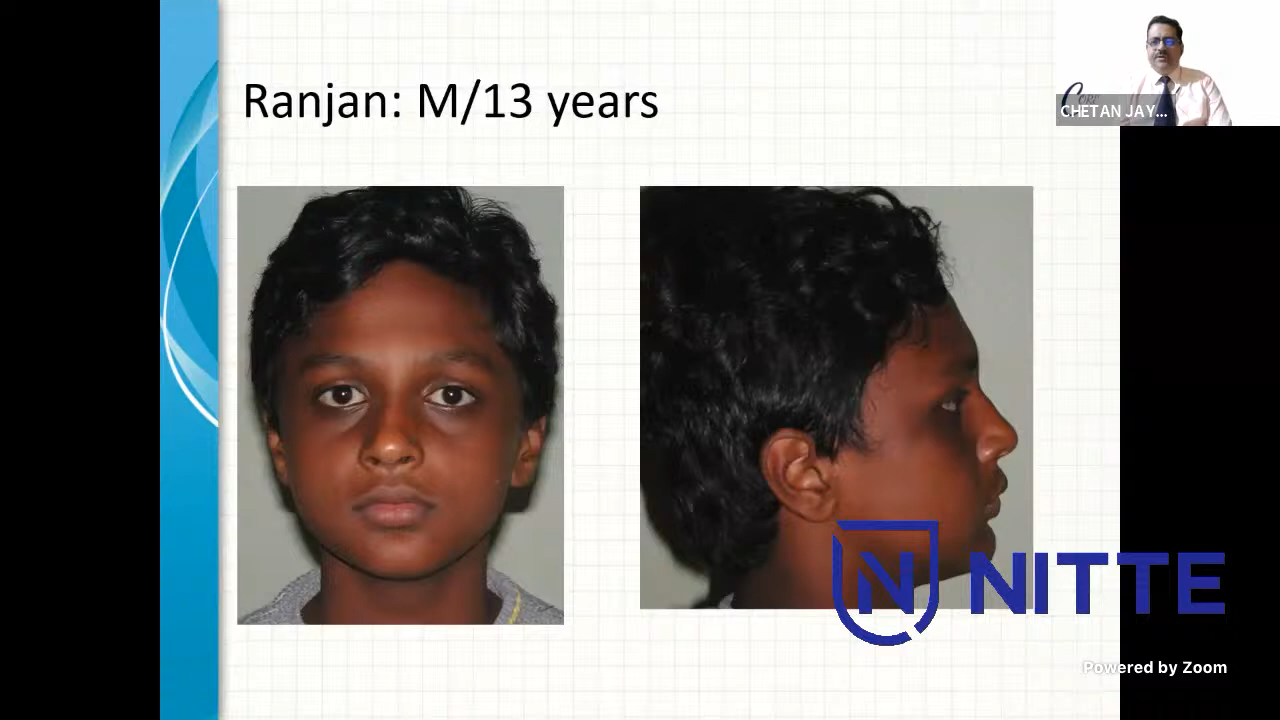 Ranjan: M/13 years
CHETAN JAY...
NITTE
Powered by Zoom